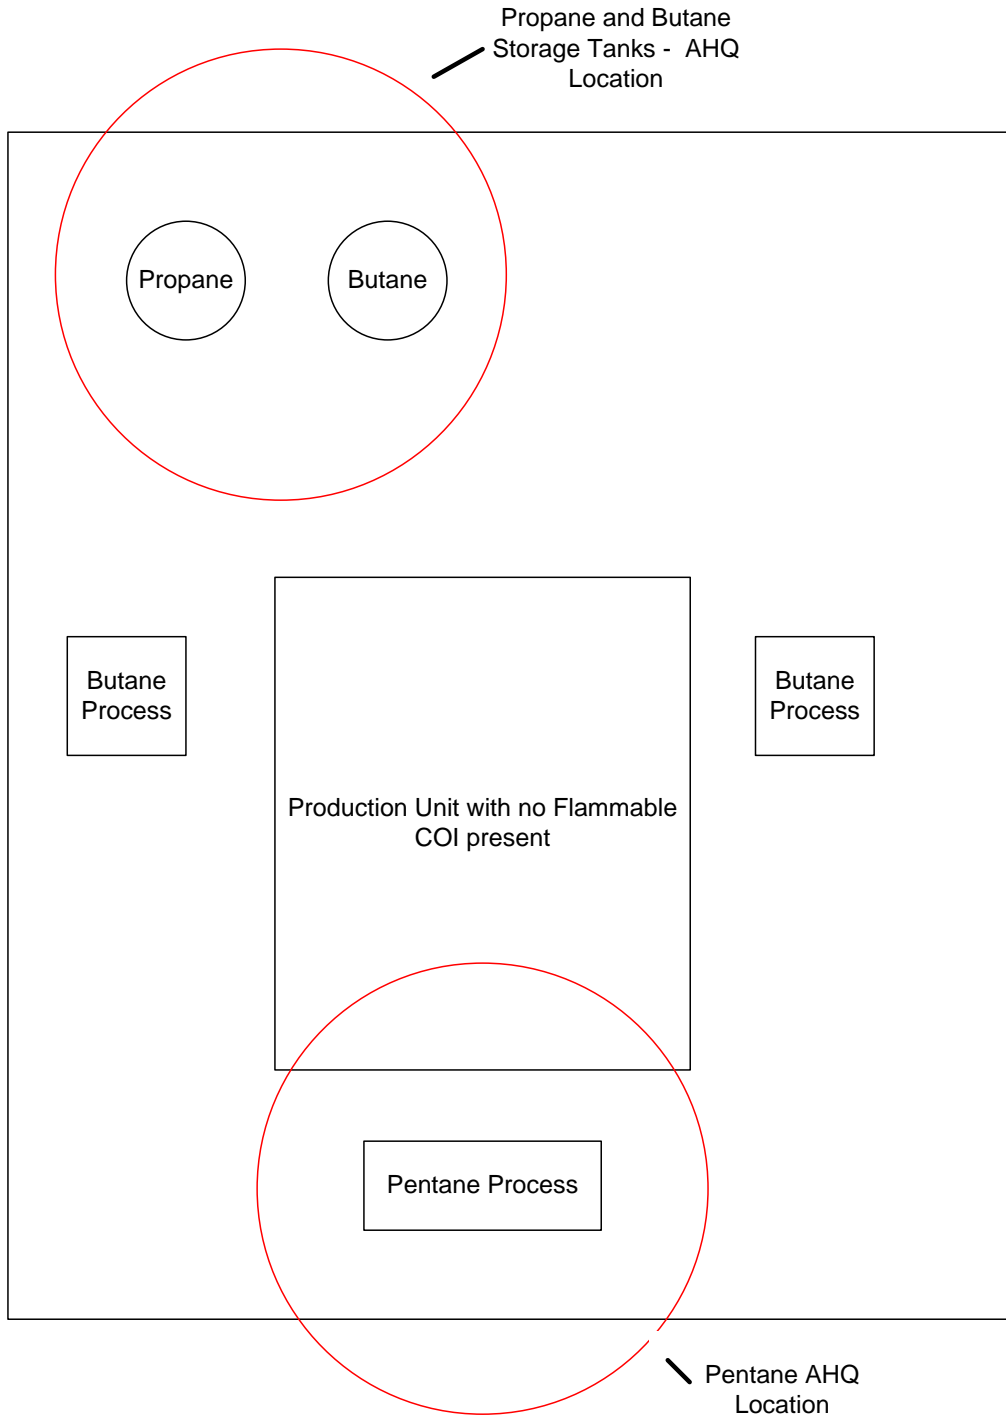 Propane and Butane
Storage Tanks - AHQ
Location
Propane
Butane
Butane
Process
Butane
Process
Production Unit with no Flammable
COI present
Pentane Process
Pentane AHQ
Location